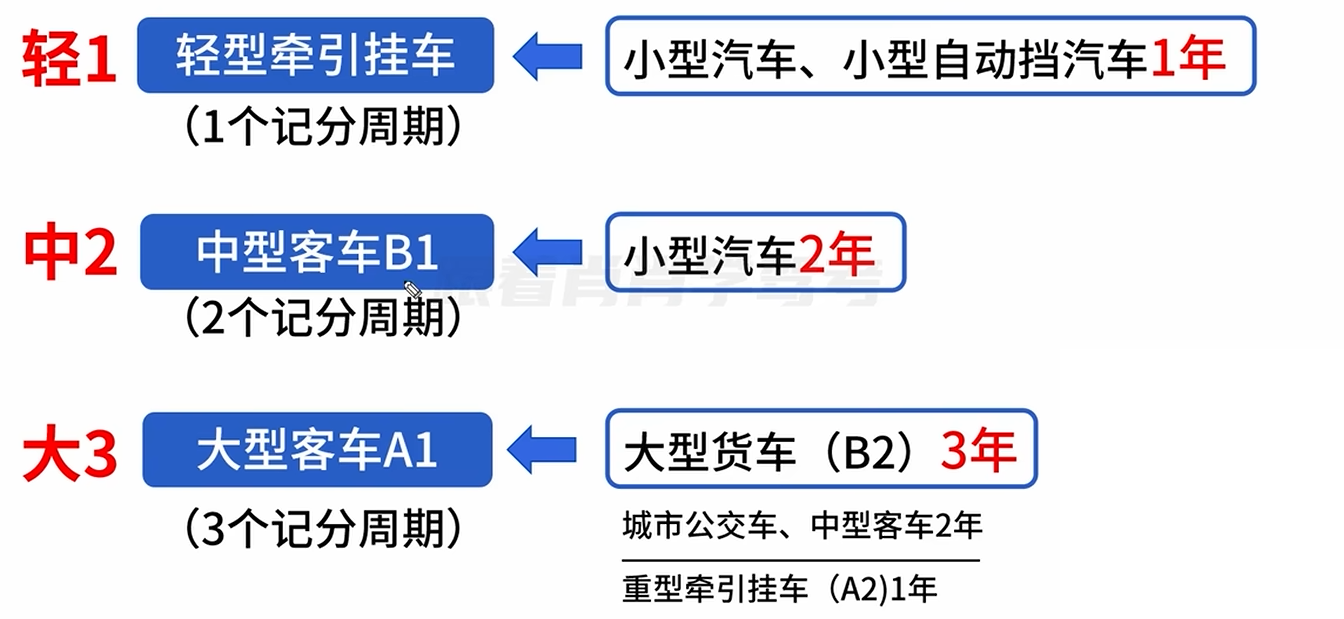 轻1 轻型牵引挂车 小型汽车、小型自动挡汽车1年
（1个记分周期）
中2 中型客车B1 小型汽车2年
（2个记分周期）
大3 大型客车A1 大型货车（B2）3年
（3个记分周期） 城市公交车、中型客车2年
重型牵引挂车（A2)1年